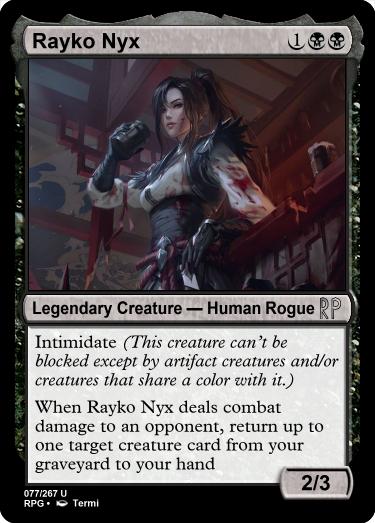 Rayko Nyx 1
Legendary Creature — Human Rogue RP
Intimidate (This creature can't be
blocked except by artifact creatures and/or
creatures that share a color with it.)
When Rayko Nyx deals combat
damage to an opponent, return up to
one target creature card from your
graveyard to your hand
2/3
077/267 U
RPG • Termi